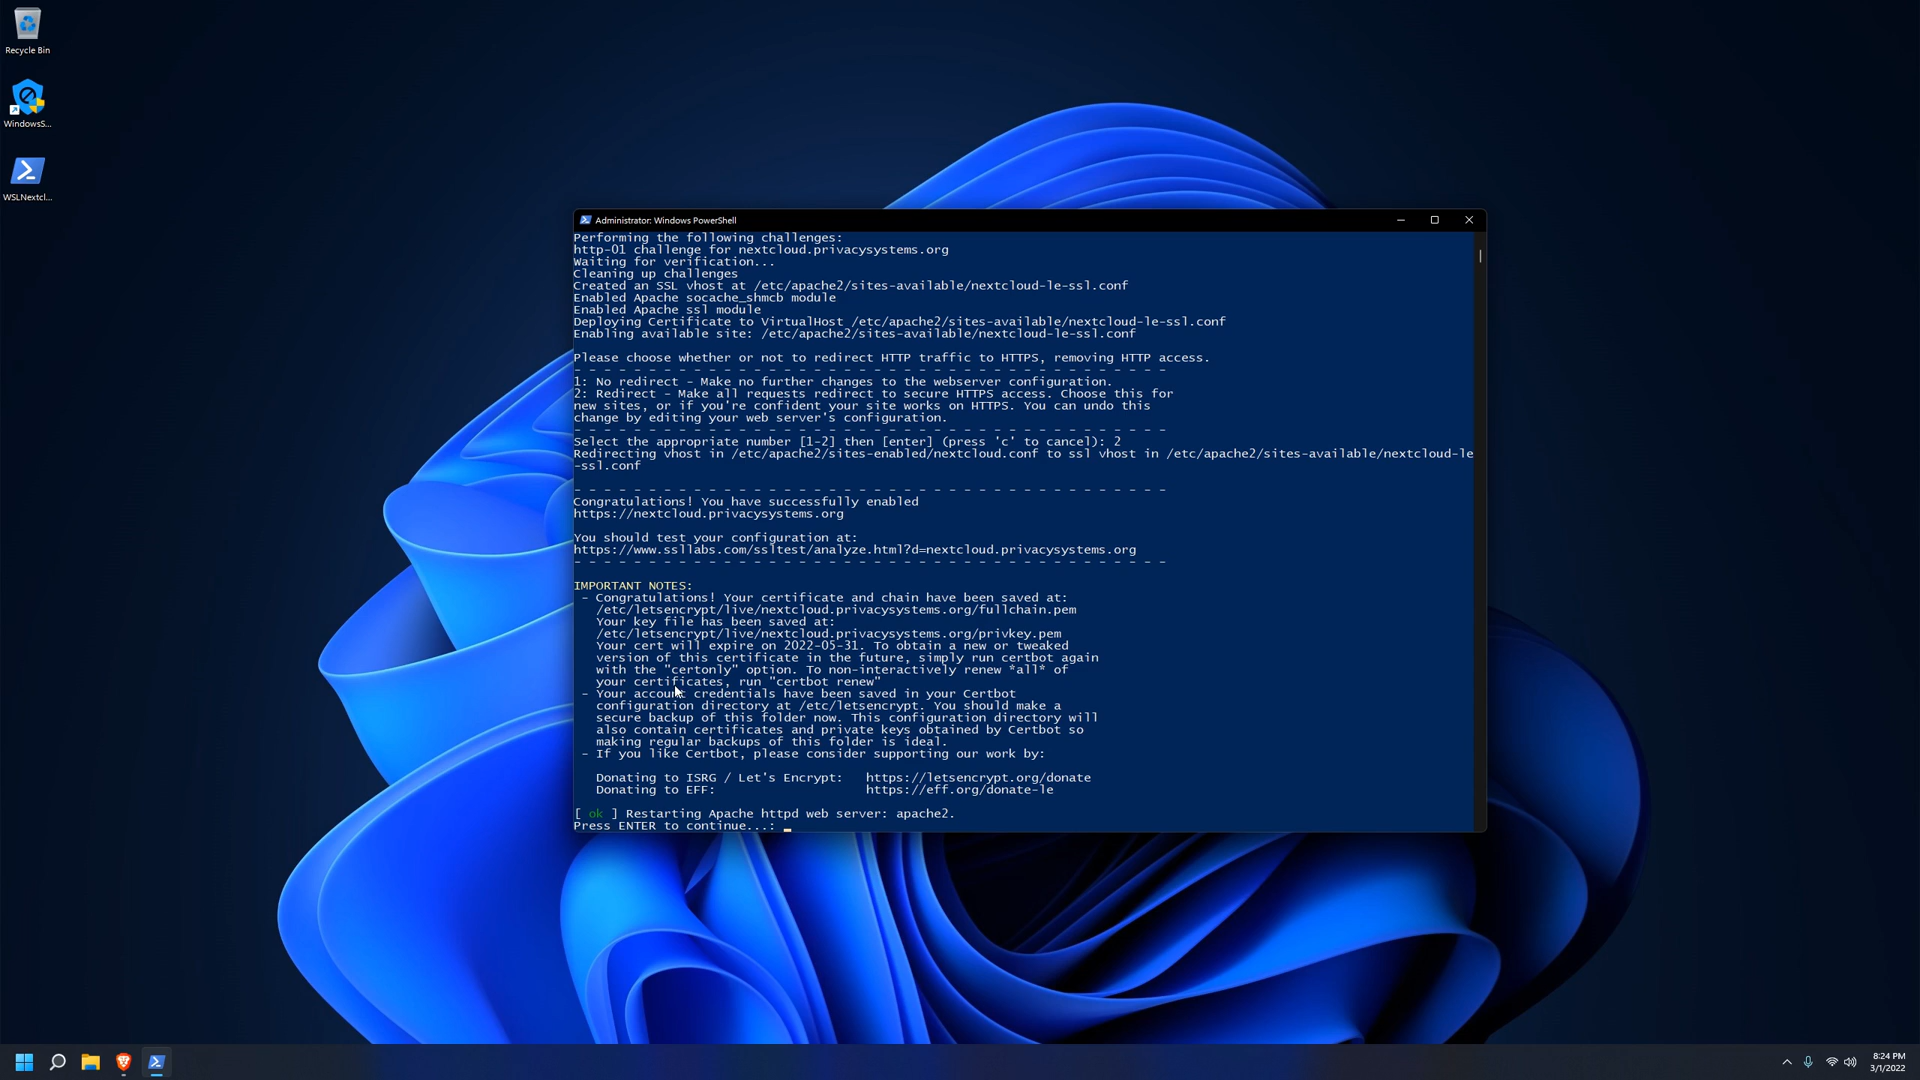 Recycle Bin
WindowsS...
WSLNextcl...
Administrator: Windows PowerShell
Performing the following challenges:
http-01 challenge for nextcloud.privacysystems.org
Waiting for verification...
Cleaning up challenges
Created an SSL vhost at /etc/apache2/sites-available/nextcloud-le-ssl.conf
Enabled Apache socache_shmcb module
Enabled Apache ssl module
Deploying Certificate to VirtualHost /etc/apache2/sites-available/nextcloud-le-ssl.conf
Enabling available site: /etc/apache2/sites-available/nextcloud-le-ssl.conf
Please choose whether or not to redirect HTTP traffic to HTTPS, removing HTTP access.
- - - - - - - - - - - - - - - - - - - - - - - - - - - - - - - - - - - - - - - -
1: No redirect - Make no further changes to the webserver configuration.
2: Redirect - Make all requests redirect to secure HTTPS access. Choose this for
new sites, or if you're confident your site works on HTTPS. You can undo this
change by editing your web server's configuration.
- - - - - - - - - - - - - - - - - - - - - - - - - - - - - - - - - - - - - - - -
Select the appropriate number [1-2] then [enter] (press 'c' to cancel): 2
Redirecting vhost in /etc/apache2/sites-enabled/nextcloud.conf to ssl vhost in /etc/apache2/sites-available/nextcloud-le
-ssl.conf
- - - - - - - - - - - - - - - - - - - - - - - - - - - - - - - - - - - - - - - -
Congratulations! You have successfully enabled
https://nextcloud.privacysystems.org
You should test your configuration at:
https://www.ssllabs.com/ssltest/analyze.html?d=nextcloud.privacysystems.org
- - - - - - - - - - - - - - - - - - - - - - - - - - - - - - - - - - - - - - - -
IMPORTANT NOTES:
- Congratulations! Your certificate and chain have been saved at:
/etc/letsencrypt/live/nextcloud.privacysystems.org/fullchain.pem
Your key file has been saved at:
/etc/letsencrypt/live/nextcloud.privacysystems.org/privkey.pem
Your cert will expire on 2022-05-31. To obtain a new or tweaked
version of this certificate in the future, simply run certbot again
with the "certonly" option. To non-interactively renew *all* of
your certificates, run "certbot renew"
- Your account credentials have been saved in your Certbot
configuration directory at /etc/letsencrypt. You should make a
secure backup of this folder now. This configuration directory will
also contain certificates and private keys obtained by Certbot so
making regular backups of this folder is ideal.
- If you like Certbot, please consider supporting our work by:
Donating to ISRG / Let's Encrypt: https://letsencrypt.org/donate
Donating to EFF: https://eff.org/donate-le
[ ok ] Restarting Apache httpd web server: apache2.
Press ENTER to continue...:
8:24 PM
3/1/2022